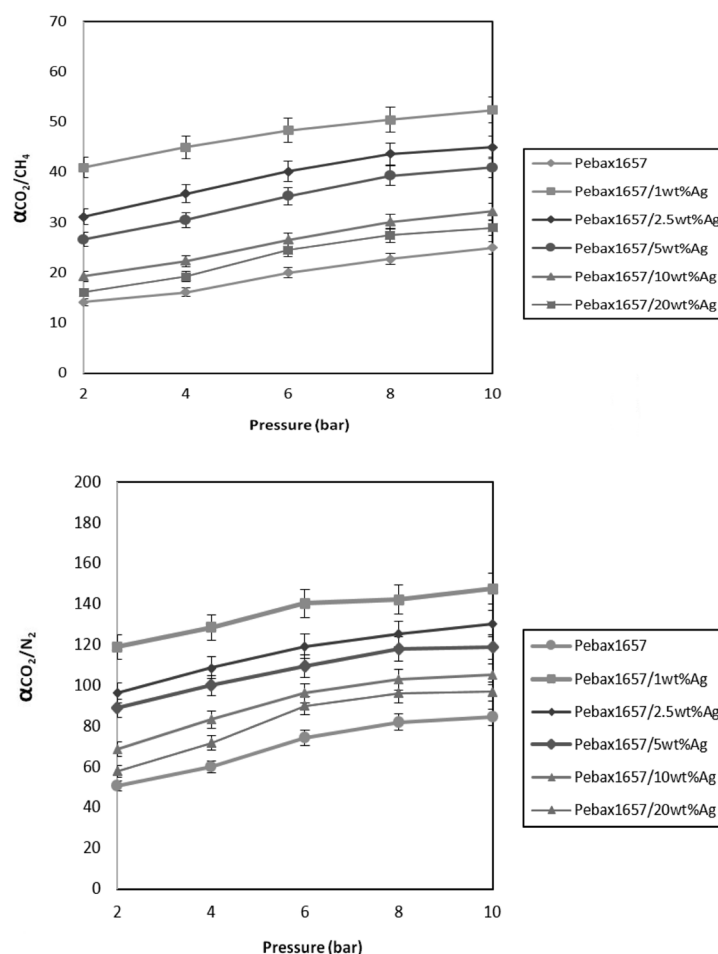 70
60
50
40
30
20
10
0
αCO₂/CH₄
2 4 6 8 10
Pressure (bar)
Pebax1657
Pebax1657/1wt%Ag
Pebax1657/2.5wt%Ag
Pebax1657/5wt%Ag
Pebax1657/10wt%Ag
Pebax1657/20wt%Ag
200
180
160
140
120
100
80
60
40
20
0
αCO₂/N₂
2 4 6 8 10
Pressure (bar)
Pebax1657
Pebax1657/1wt%Ag
Pebax1657/2.5wt%Ag
Pebax1657/5wt%Ag
Pebax1657/10wt%Ag
Pebax1657/20wt%Ag